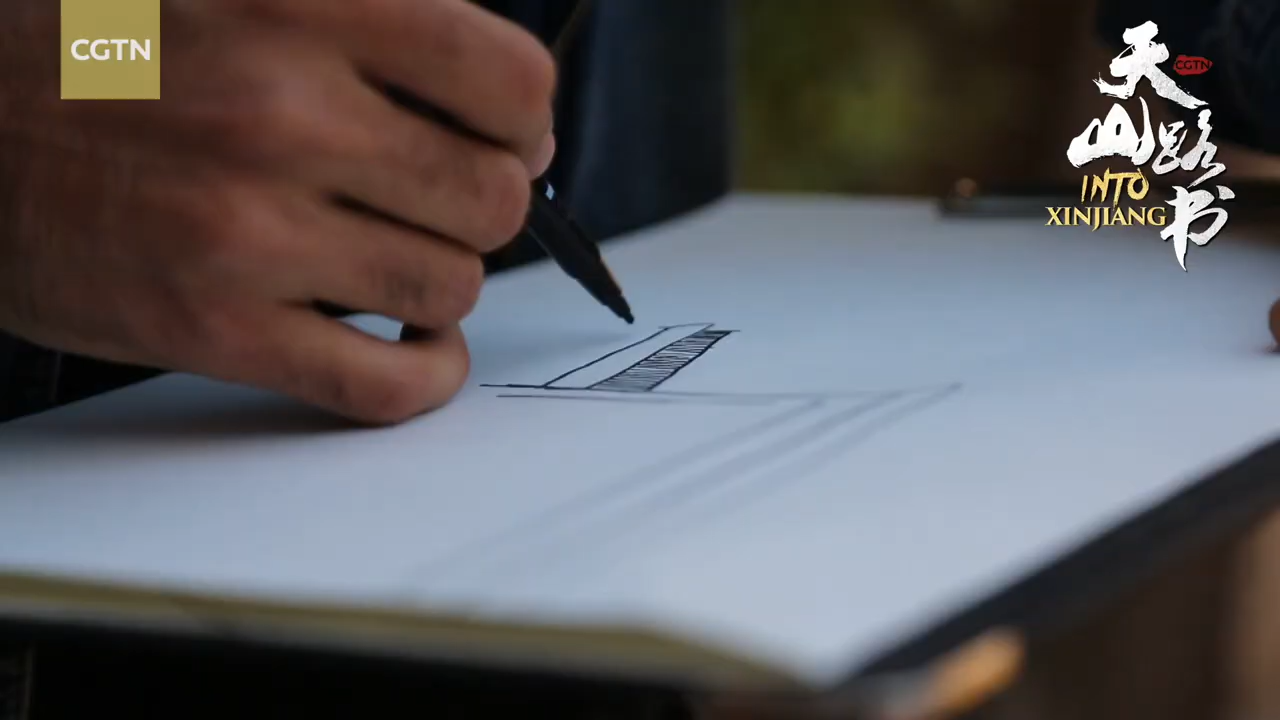 CGTN
天山路书
CGTN
INTO
XINJIANG